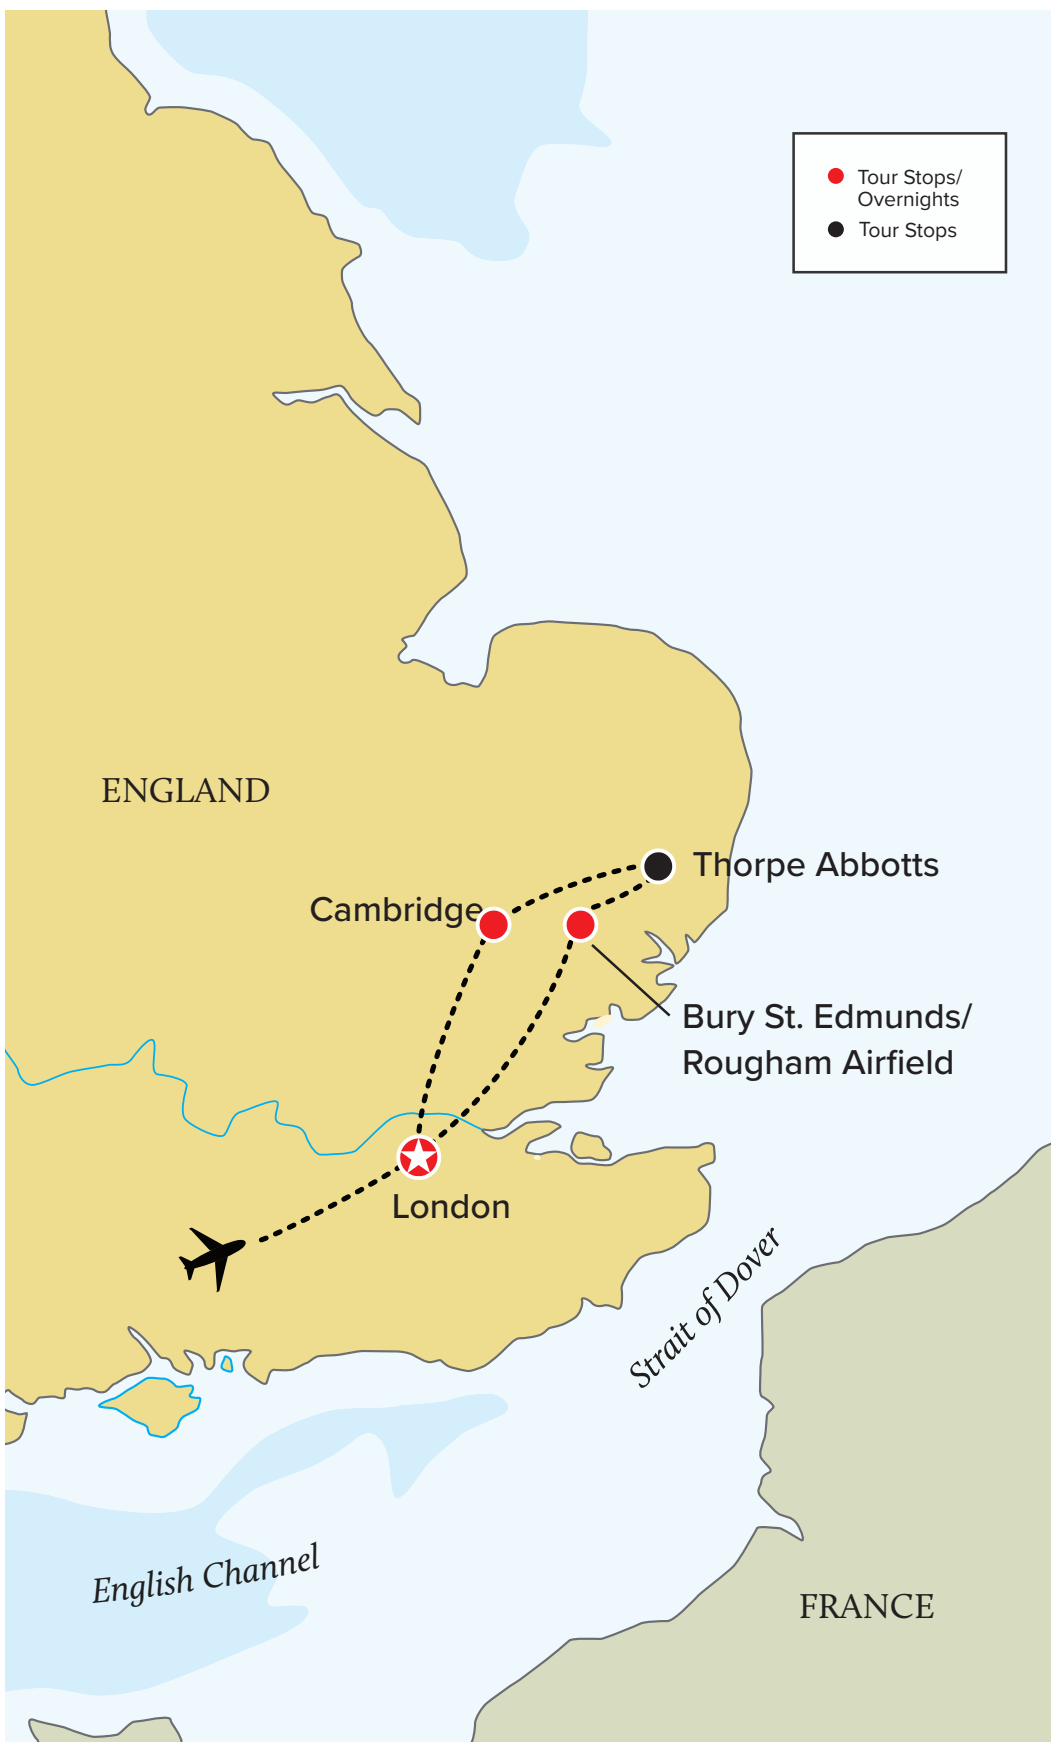 Tour Stops/
Overnights
Tour Stops
ENGLAND
Thorpe Abbotts
Cambridge
Bury St. Edmunds/
Rougham Airfield
London
Strait of Dover
English Channel
FRANCE